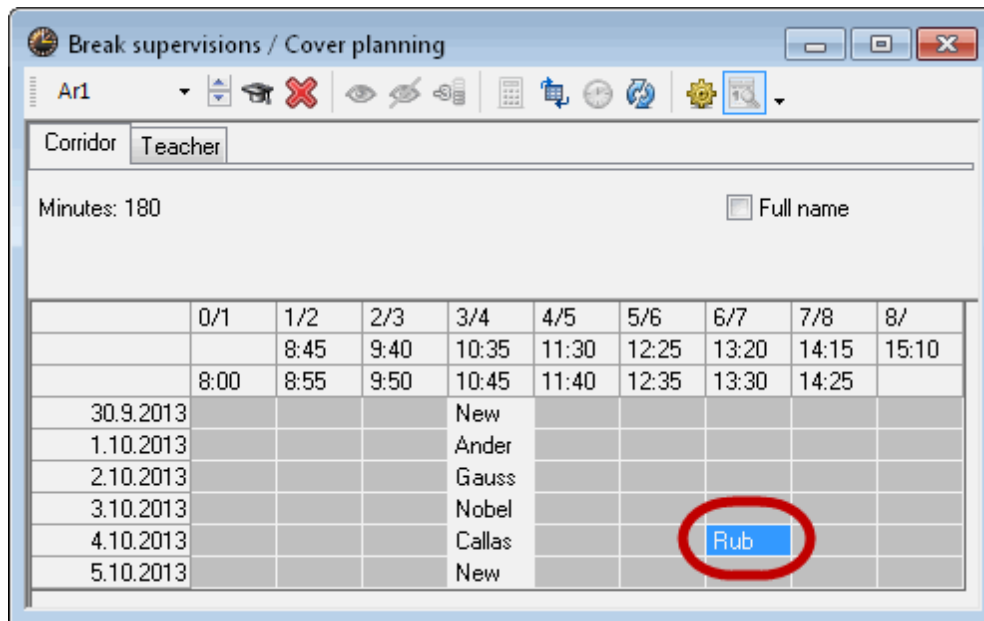 Break supervisions / Cover planning
Ar1
Corridor Teacher
Minutes: 180 Full name
0/1 1/2 2/3 3/4 4/5 5/6 6/7 7/8 8/
8:45 9:40 10:35 11:30 12:25 13:20 14:15 15:10
8:00 8:55 9:50 10:45 11:40 12:35 13:30 14:25
30.9.2013 New
1.10.2013 Ander
2.10.2013 Gauss
3.10.2013 Nobel
4.10.2013 Callas Rub
5.10.2013 New